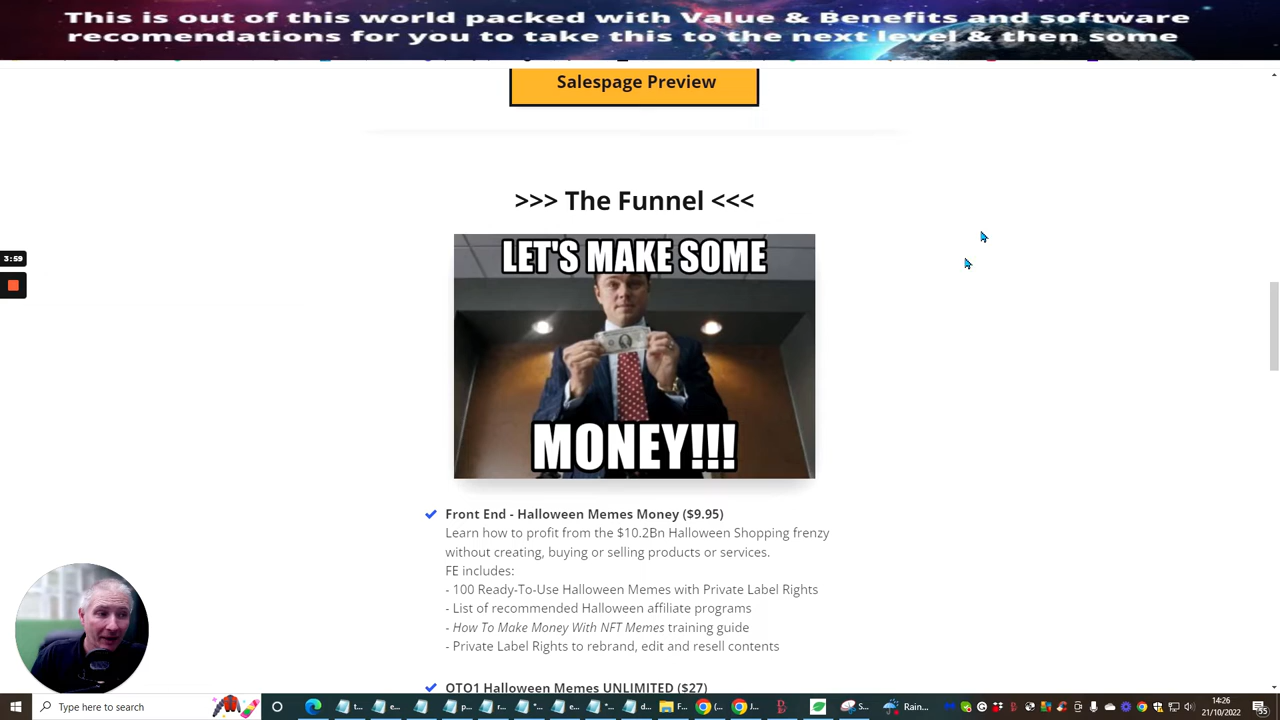 This is out of this world packed with Value & Benefits and software
recomendations for you to take this to the next level & then some
Salespage Preview
>>> The Funnel <<<
3:59
LET'S MAKE SOME
MONEY!!!
Front End - Halloween Memes Money ($9.95)
Learn how to profit from the $10.2Bn Halloween Shopping frenzy
without creating, buying or selling products or services.
FE includes:
- 100 Ready-To-Use Halloween Memes with Private Label Rights
- List of recommended Halloween affiliate programs
- How To Make Money With NFT Memes training guide
- Private Label Rights to rebrand, edit and resell contents
OTO1 Halloween Memes UNLIMITED ($27)
Type here to search
Rain...
14:26
21/10/2022